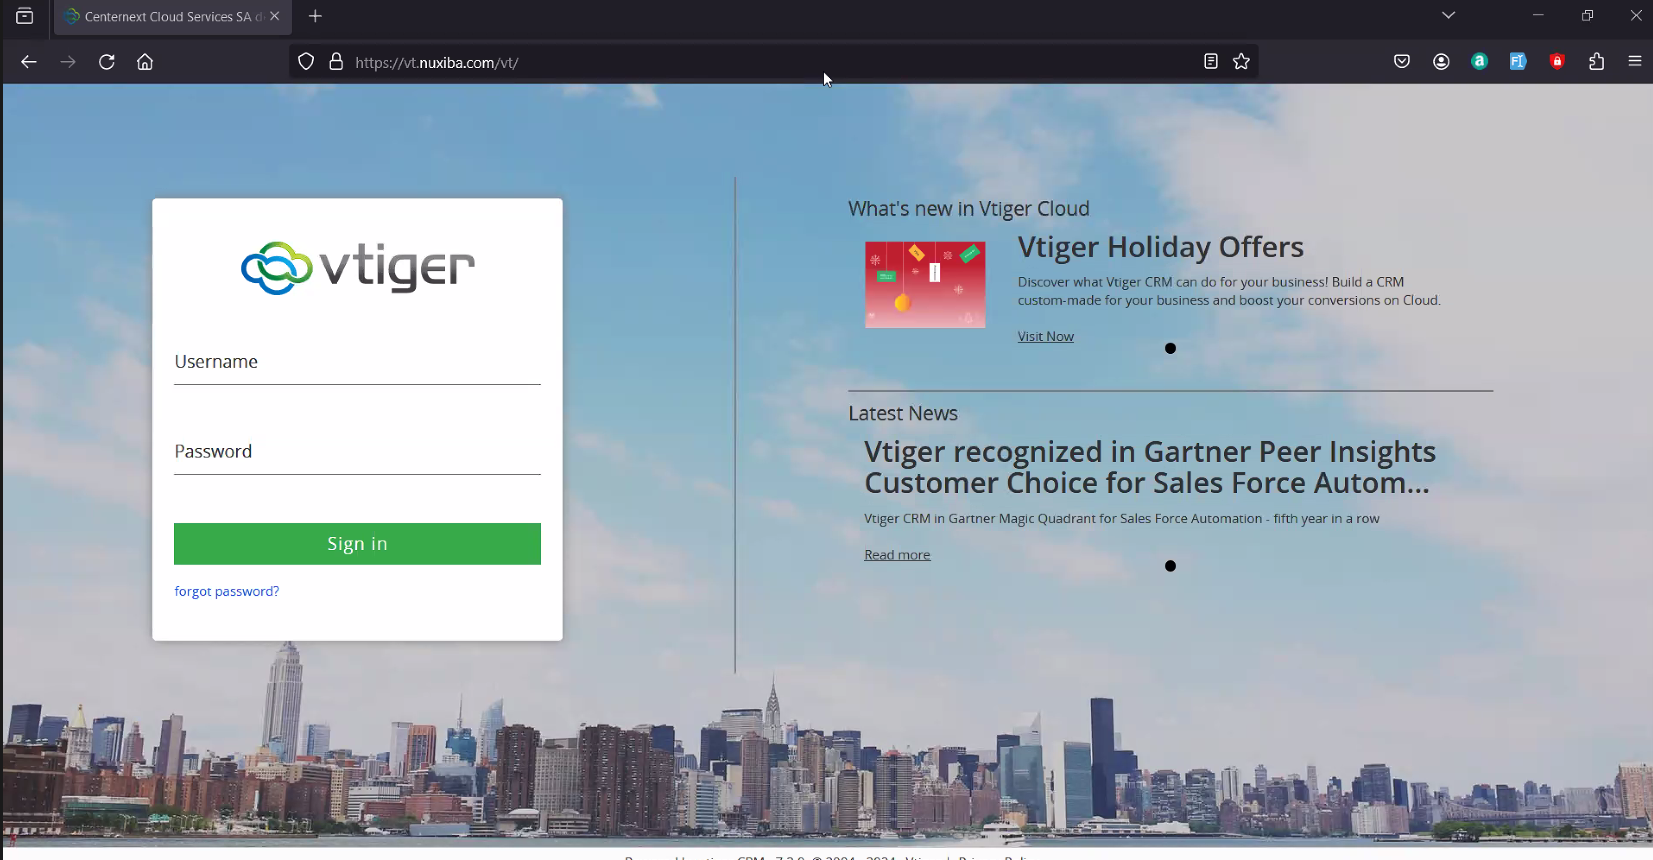 Centernext Cloud Services SA d
https://vt.nuxiba.com/vt/
vtiger
Username
Password
Sign in
forgot password?
What's new in Vtiger Cloud
Vtiger Holiday Offers
Discover what Vtiger CRM can do for your business! Build a CRM
custom-made for your business and boost your conversions on Cloud.
Visit Now
Latest News
Vtiger recognized in Gartner Peer Insights
Customer Choice for Sales Force Autom...
Vtiger CRM in Gartner Magic Quadrant for Sales Force Automation - fifth year in a row
Read more